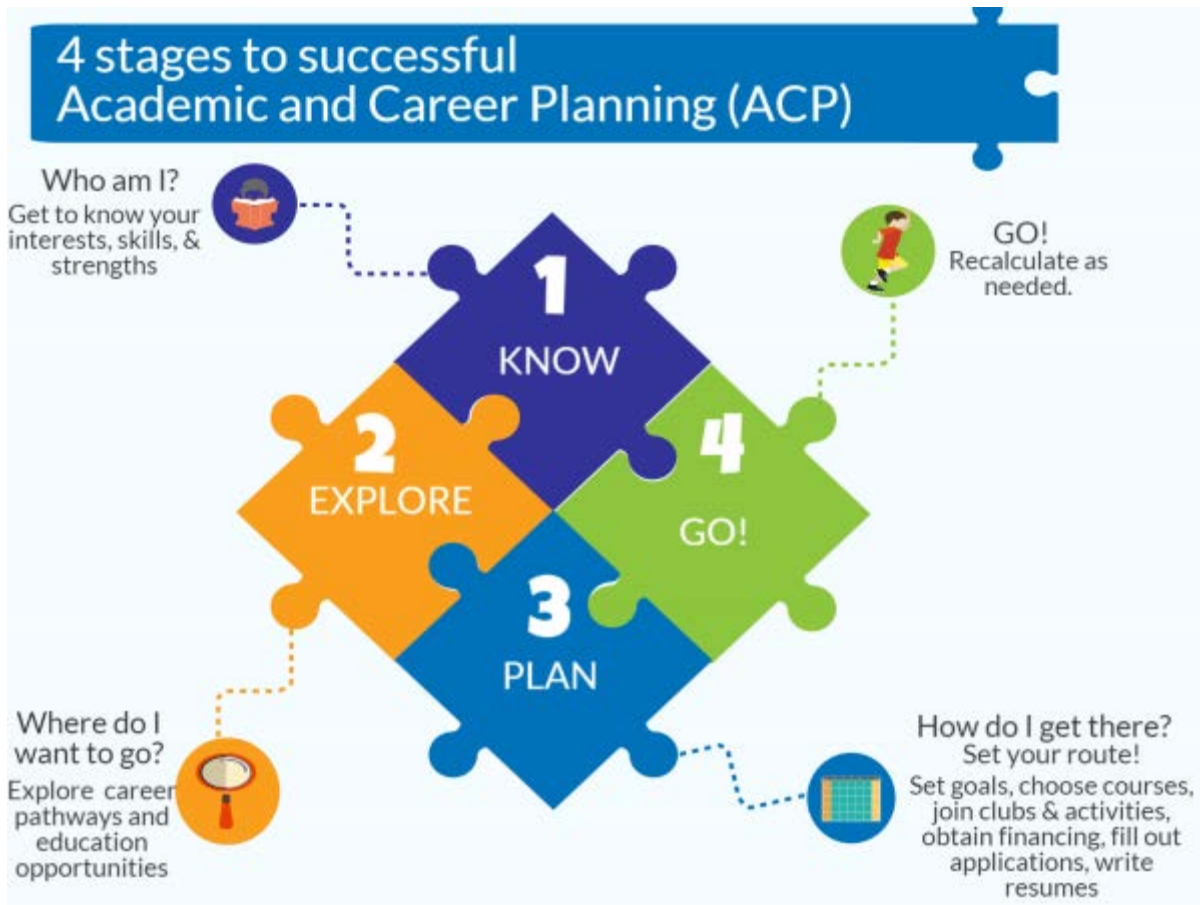 4 stages to successful
Academic and Career Planning (ACP)
Who am I?
Get to know your
interests, skills, &
strengths
GO!
Recalculate as
needed.
1
KNOW
2
EXPLORE
4
GO!
3
PLAN
Where do I
want to go?
Explore career
pathways and
education
opportunities
How do I get there?
Set your route!
Set goals, choose courses,
join clubs & activities,
obtain financing, fill out
applications, write
resumes